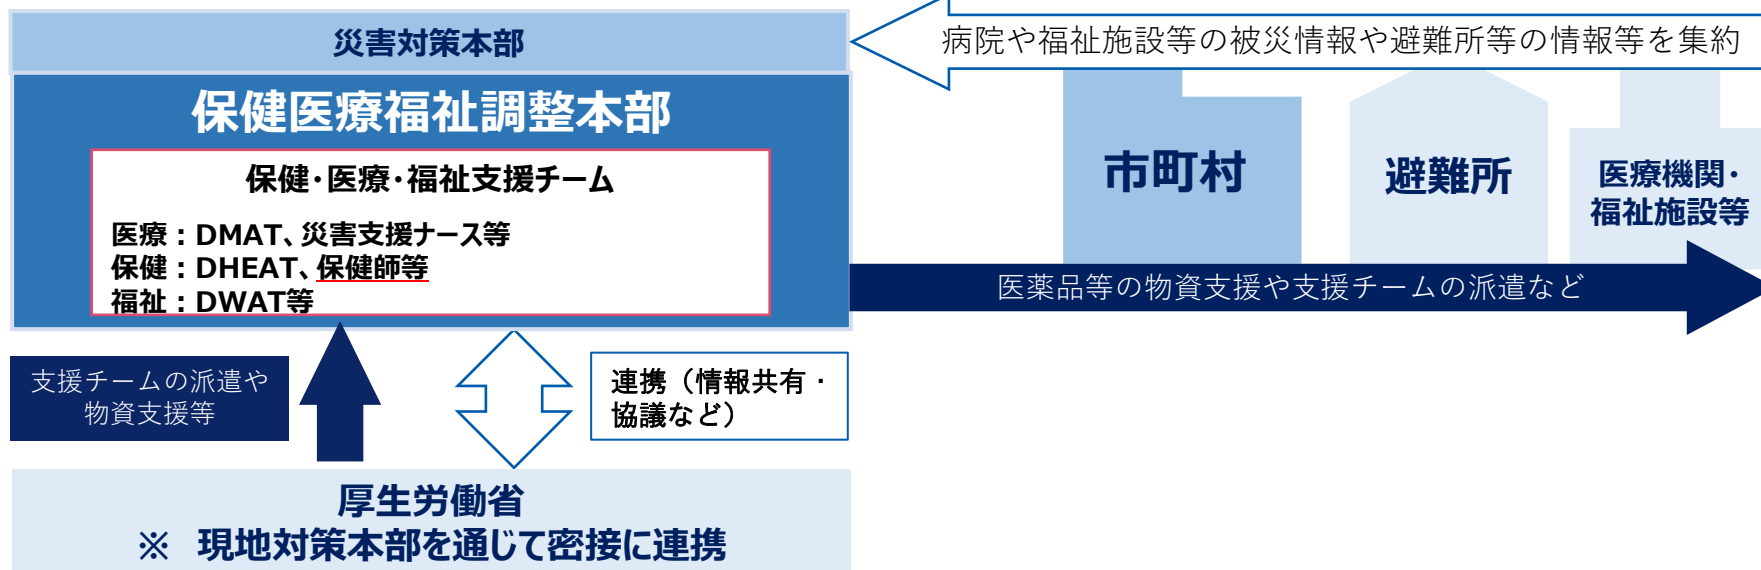 災害対策本部
保健医療福祉調整本部
保健・医療・福祉支援チーム
医療：DMAT、災害支援ナース等
保健：DHEAT、保健師等
福祉：DWAT等
病院や福祉施設等の被災情報や避難所等の情報等を集約
市町村
避難所
医療機関・
福祉施設等
医薬品等の物資支援や支援チームの派遣など
支援チームの派遣や
物資支援等
連携（情報共有・
協議など）
厚生労働省
※　現地対策本部を通じて密接に連携